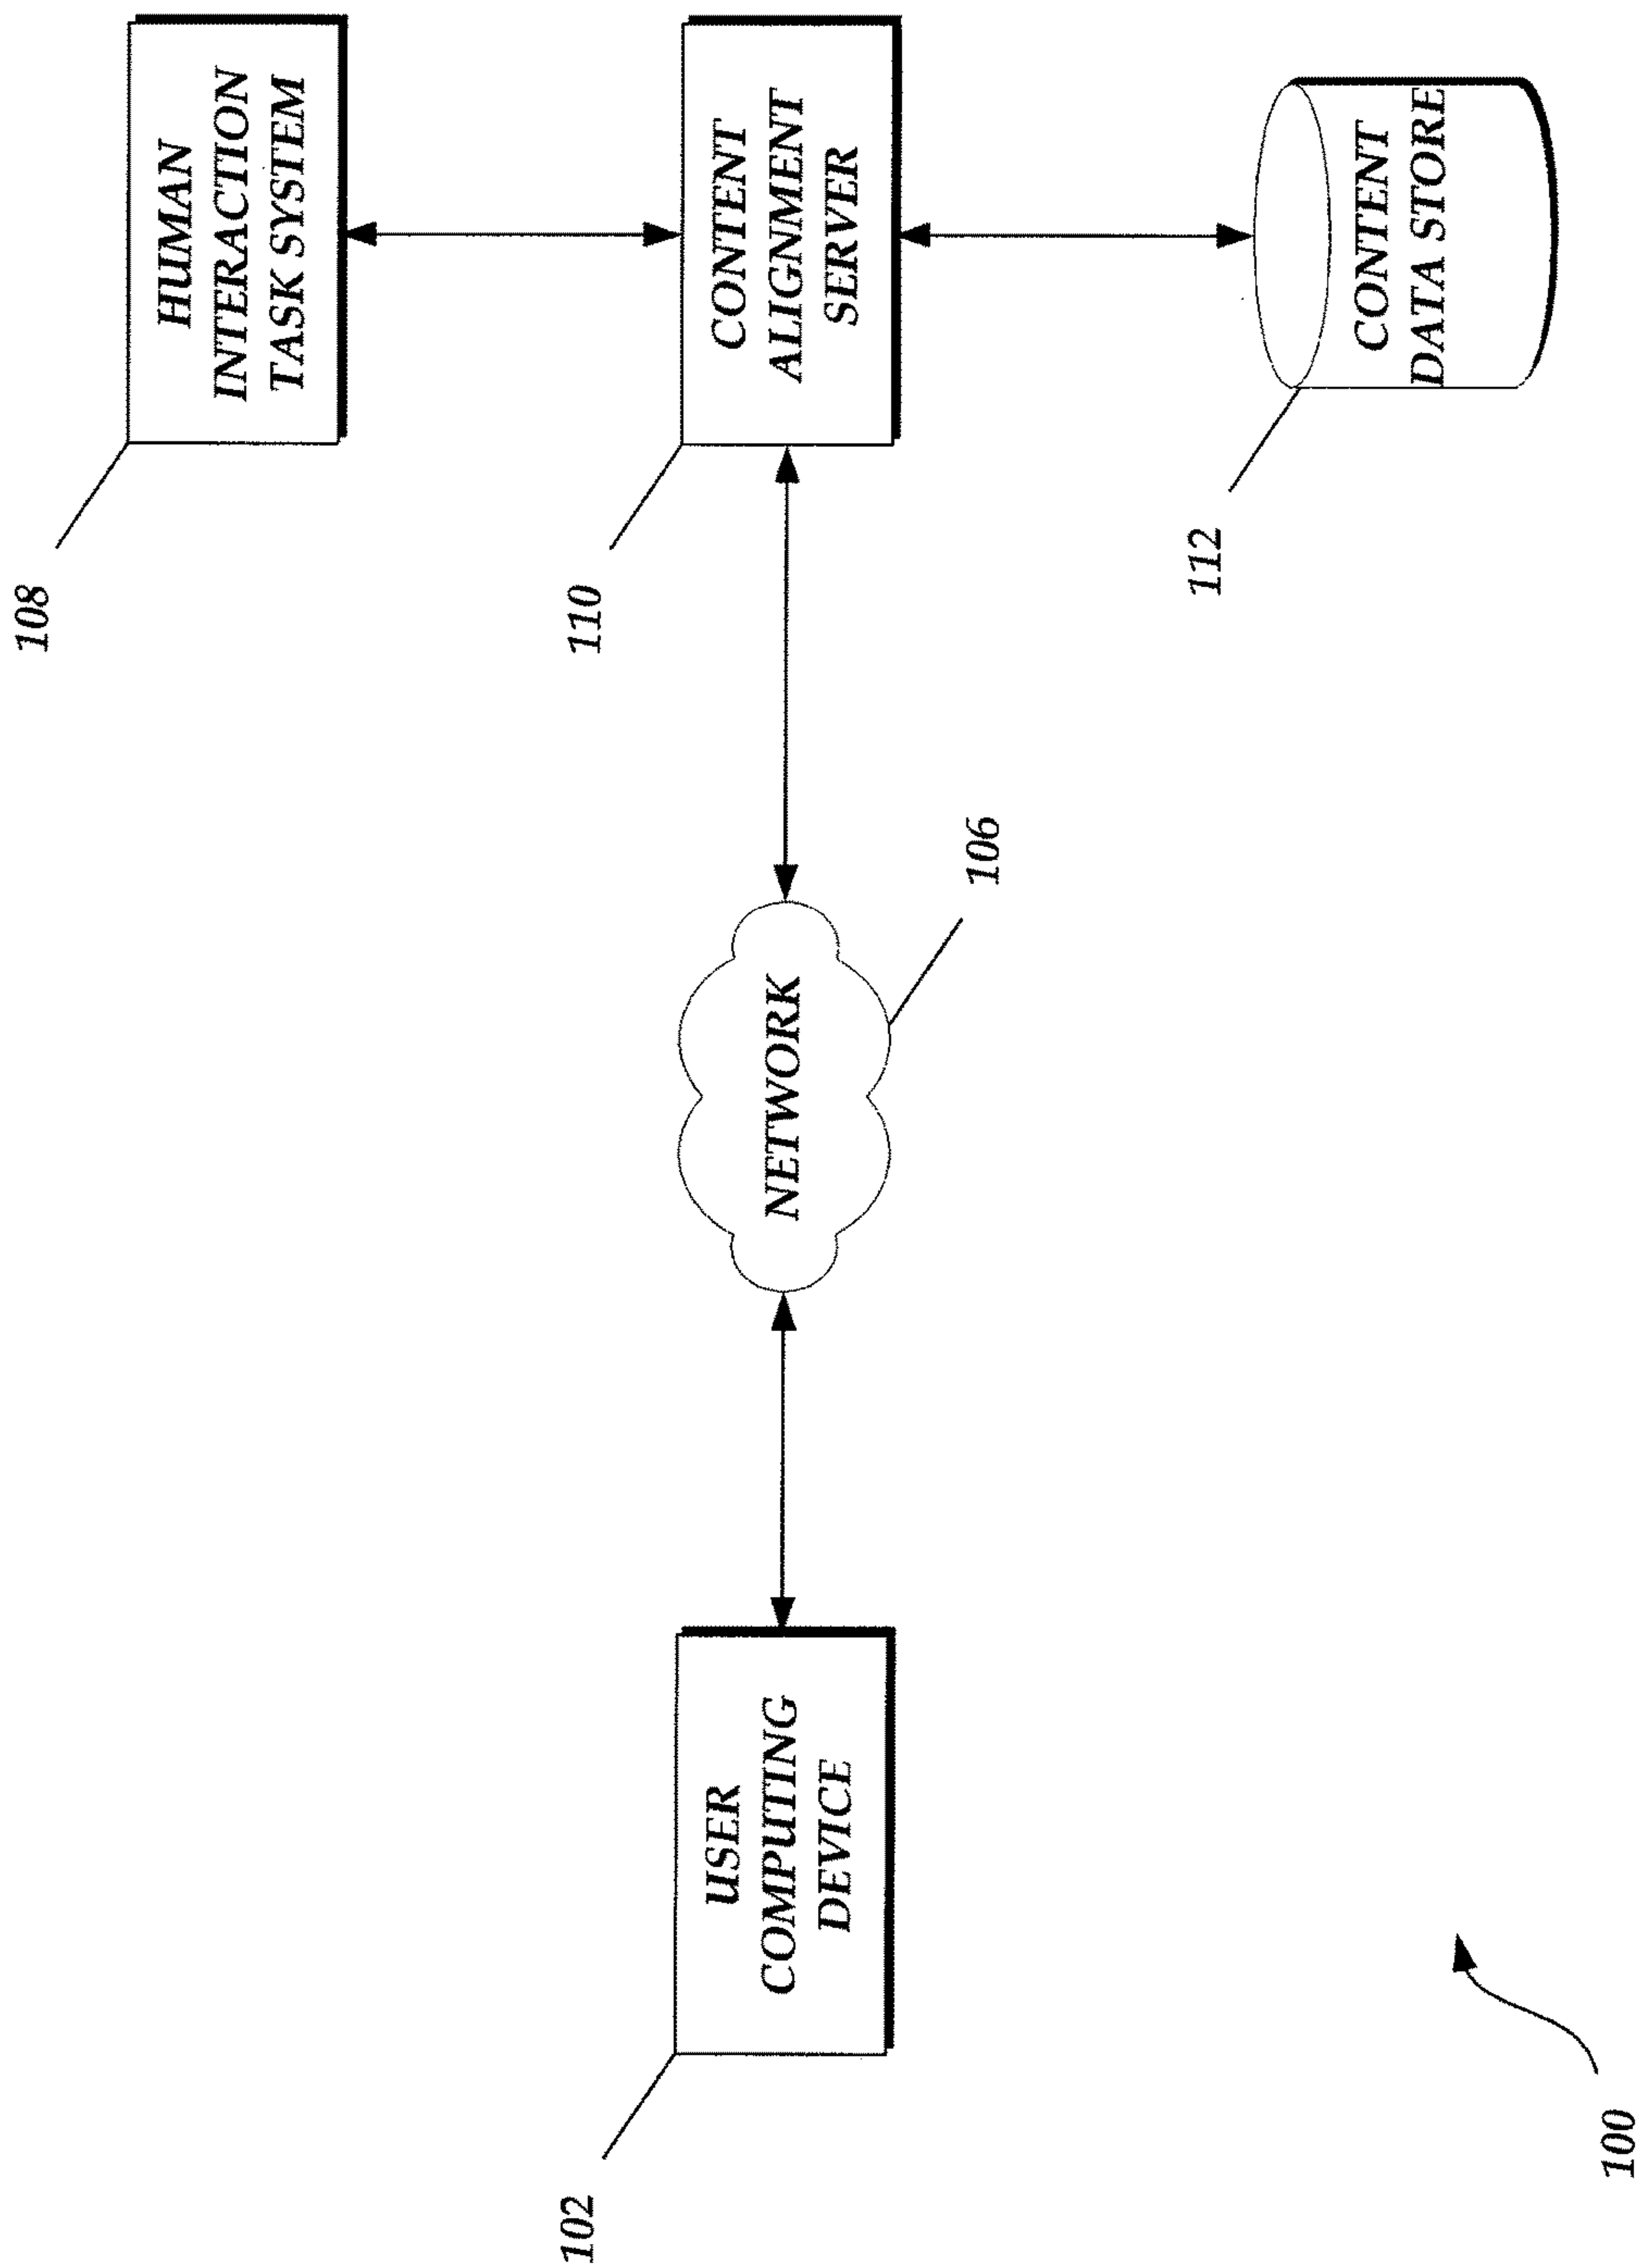 108
HUMAN
INTERACTION
TASK SYSTEM
102
USER
COMPUTING
DEVICE
NETWORK
106
110
CONTENT
ALIGNMENT
SERVER
112
CONTENT
DATA STORE
100